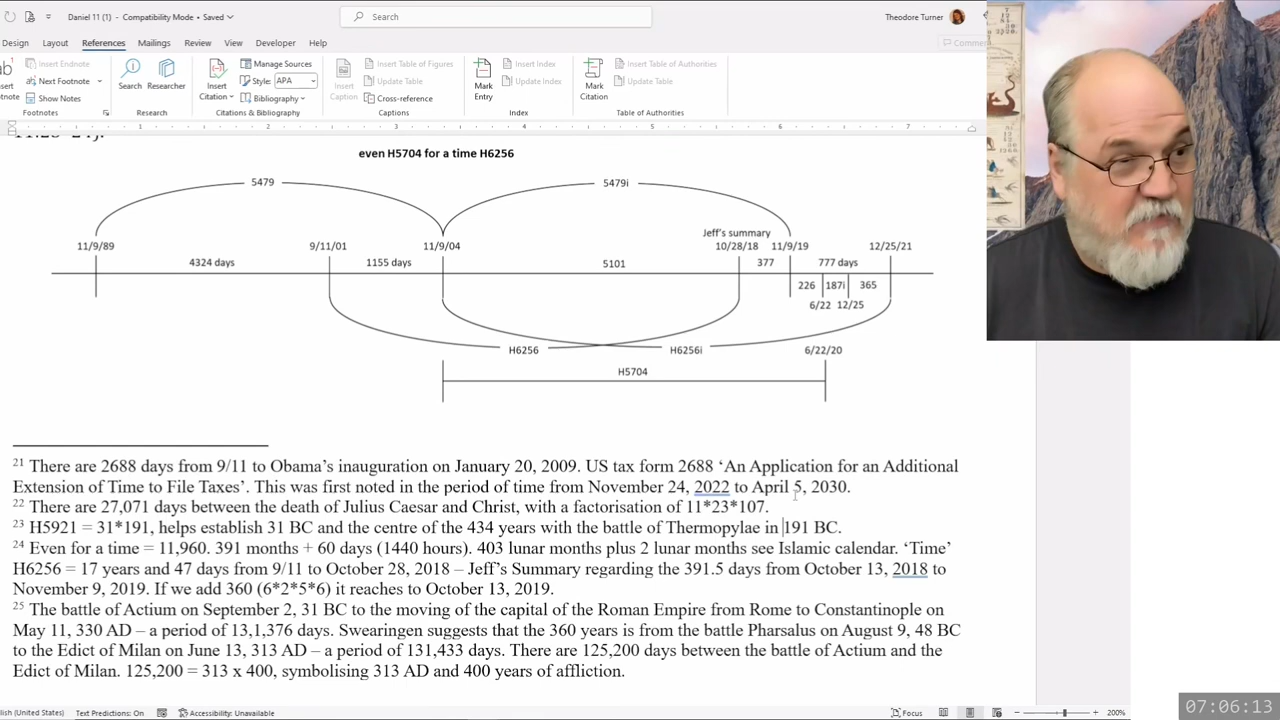 Daniel 11 (1) - Compatibility Mode • Saved
Search
Theodore Turner
Design Layout References Mailings Review View Developer Help
Insert Endnote
Next Footnote
Show Notes
Footnotes
Search
Researcher
Research
Insert Citation
Manage Sources
Style: APA
Bibliography
Citations & Bibliography
Insert Caption
Insert Table of Figures
Update Table
Cross-reference
Captions
Mark Entry
Insert Index
Update Index
Index
Mark Citation
Insert Table of Authorities
Update Table
Table of Authorities
1 2 3 4 5 6 7
even H5704 for a time H6256
5479 5479i
Jeff's summary
11/9/89 9/11/01 11/9/04 10/28/18 11/9/19 12/25/21
4324 days 1155 days 5101 377 777 days
226 187i 365
6/22 12/25
H6256 H6256i 6/22/20
H5704
21 There are 2688 days from 9/11 to Obama's inauguration on January 20, 2009. US tax form 2688 'An Application for an Additional
Extension of Time to File Taxes'. This was first noted in the period of time from November 24, 2022 to April 5, 2030.
22 There are 27,071 days between the death of Julius Caesar and Christ, with a factorisation of 11*23*107.
23 H5921 = 31*191, helps establish 31 BC and the centre of the 434 years with the battle of Thermopylae in 191 BC.
24 Even for a time = 11,960. 391 months + 60 days (1440 hours). 403 lunar months plus 2 lunar months see Islamic calendar. 'Time'
H6256 = 17 years and 47 days from 9/11 to October 28, 2018 – Jeff's Summary regarding the 391.5 days from October 13, 2018 to
November 9, 2019. If we add 360 (6*2*5*6) it reaches to October 13, 2019.
25 The battle of Actium on September 2, 31 BC to the moving of the capital of the Roman Empire from Rome to Constantinople on
May 11, 330 AD – a period of 13,1,376 days. Swearingen suggests that the 360 years is from the battle Pharsalus on August 9, 48 BC
to the Edict of Milan on June 13, 313 AD – a period of 131,433 days. There are 125,200 days between the battle of Actium and the
Edict of Milan. 125,200 = 313 x 400, symbolising 313 AD and 400 years of affliction.
lish (United States) Text Predictions: On Accessibility: Unavailable Focus 200%
07:06:13